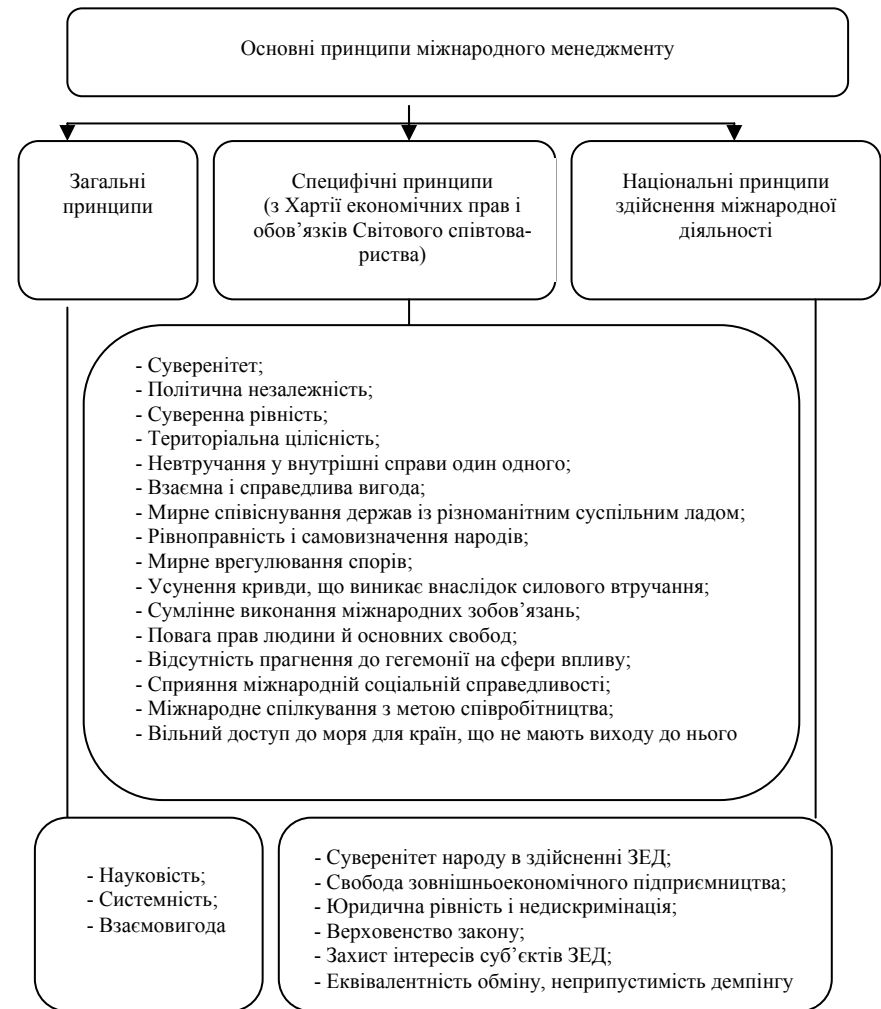 Основні принципи міжнародного менеджменту
Загальні
принципи
Специфічні принципи
(з Хартії економічних прав і
обов’язків Світового співтова-
риства)
Національні принципи
здійснення міжнародної
діяльності
- Суверенітет;
- Політична незалежність;
- Суверенна рівність;
- Територіальна цілісність;
- Невтручання у внутрішні справи один одного;
- Взаємна і справедлива вигода;
- Мирне співіснування держав із різноманітним суспільним ладом;
- Рівноправність і самовизначення народів;
- Мирне врегулювання спорів;
- Усунення кривди, що виникає внаслідок силового втручання;
- Сумлінне виконання міжнародних зобов’язань;
- Повага прав людини й основних свобод;
- Відсутність прагнення до гегемонії на сфери впливу;
- Сприяння міжнародній соціальній справедливості;
- Міжнародне спілкування з метою співробітництва;
- Вільний доступ до моря для країн, що не мають виходу до нього
- Науковість;
- Системність;
- Взаємовигода
- Суверенітет народу в здійсненні ЗЕД;
- Свобода зовнішньоекономічного підприємництва;
- Юридична рівність і недискримінація;
- Верховенство закону;
- Захист інтересів суб’єктів ЗЕД;
- Еквівалентність обміну, неприпустимість демпінгу